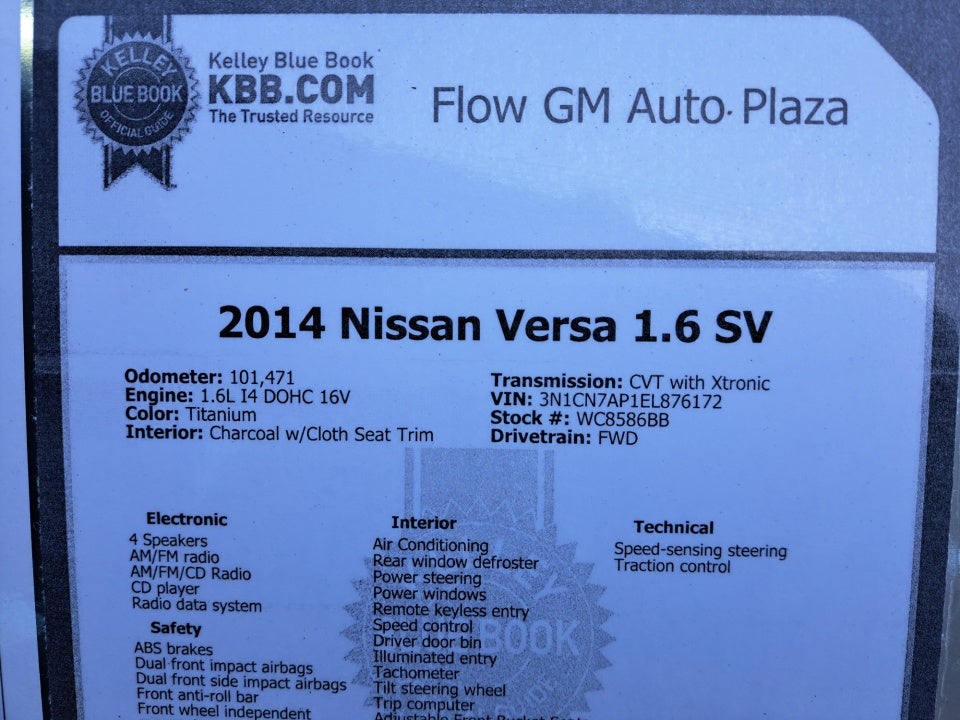 KELLEY
BLUE BOOK
OFFICIAL GUIDE
Kelley Blue Book
KBB.COM
The Trusted Resource
Flow GM Auto Plaza
2014 Nissan Versa 1.6 SV
Odometer: 101,471
Engine: 1.6L I4 DOHC 16V
Color: Titanium
Interior: Charcoal w/Cloth Seat Trim
Transmission: CVT with Xtronic
VIN: 3N1CN7AP1EL876172
Stock #: WC8586BB
Drivetrain: FWD
Electronic
4 Speakers
AM/FM radio
AM/FM/CD Radio
CD player
Radio data system
Safety
ABS brakes
Dual front impact airbags
Dual front side impact airbags
Front anti-roll bar
Front wheel independent
Interior
Air Conditioning
Rear window defroster
Power steering
Power windows
Remote keyless entry
Speed control
Driver door bin
Illuminated entry
Tachometer
Tilt steering wheel
Trip computer
Adjustable Front Bucket Seats
Technical
Speed-sensing steering
Traction control